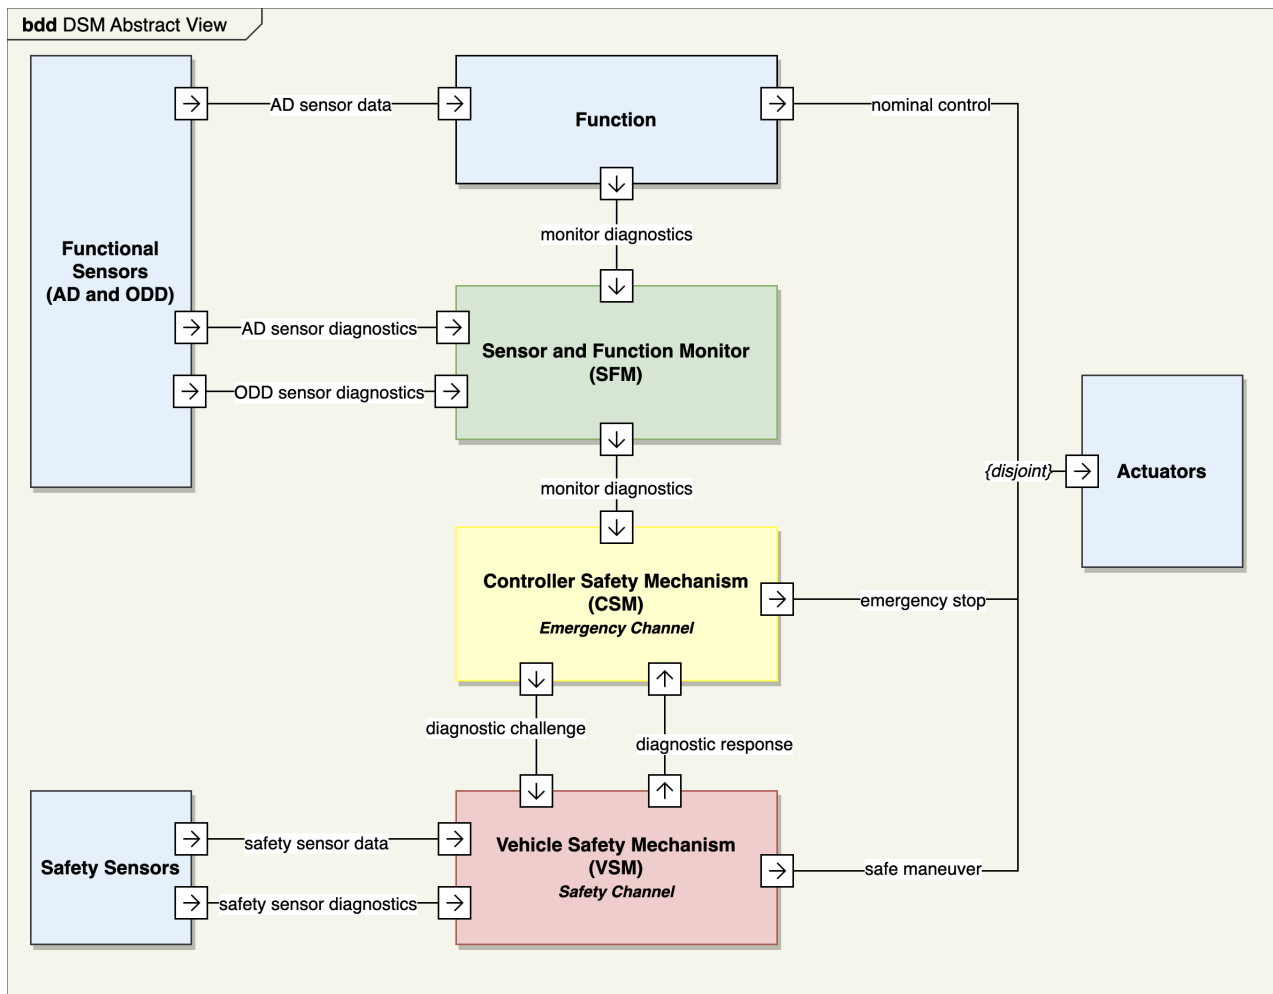 bdd DSM Abstract View
AD sensor data
Function
nominal control
monitor diagnostics
Functional
Sensors
(AD and ODD)
AD sensor diagnostics
ODD sensor diagnostics
Sensor and Function Monitor
(SFM)
monitor diagnostics
{disjoint}
Actuators
Controller Safety Mechanism
(CSM)
Emergency Channel
emergency stop
diagnostic challenge
diagnostic response
Safety Sensors
safety sensor data
safety sensor diagnostics
Vehicle Safety Mechanism
(VSM)
Safety Channel
safe maneuver